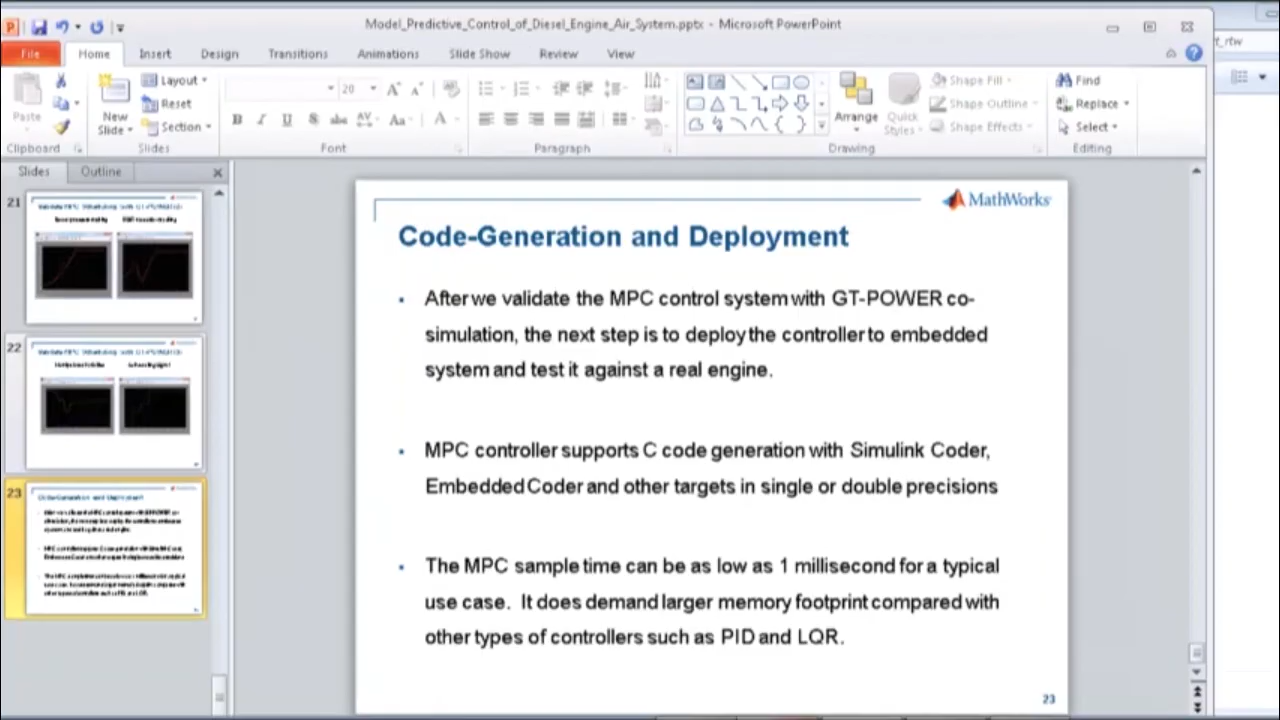 Model_Predictive_Control_of_Diesel_Engine_Air_System.pptx - Microsoft PowerPoint
t_rtw
File Home Insert Design Transitions Animations Slide Show Review View
Paste
Clipboard
New
Slide
Layout
Reset
Section
Slides
20
Font
Paragraph
Arrange
Quick
Styles
Shape Fill
Shape Outline
Shape Effects
Drawing
Find
Replace
Select
Editing
Slides Outline
21
22
23
Code-Generation and Deployment
MathWorks
Code-Generation and Deployment
• After we validate the MPC control system with GT-POWER co-
simulation, the next step is to deploy the controller to embedded
system and test it against a real engine.
• MPC controller supports C code generation with Simulink Coder,
Embedded Coder and other targets in single or double precisions
• The MPC sample time can be as low as 1 millisecond for a typical
use case. It does demand larger memory footprint compared with
other types of controllers such as PID and LQR.
23